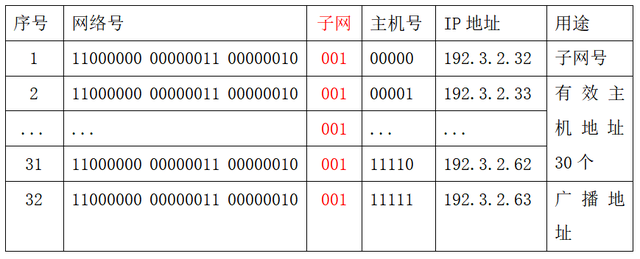 序号 网络号 子网 主机号 IP 地址 用途
1 11000000 00000011 00000010 001 00000 192.3.2.32 子网号
2 11000000 00000011 00000010 001 00001 192.3.2.33 有效主
... ... 001 ... ... 机地址
31 11000000 00000011 00000010 001 11110 192.3.2.62 30个
32 11000000 00000011 00000010 001 11111 192.3.2.63 广播地
址